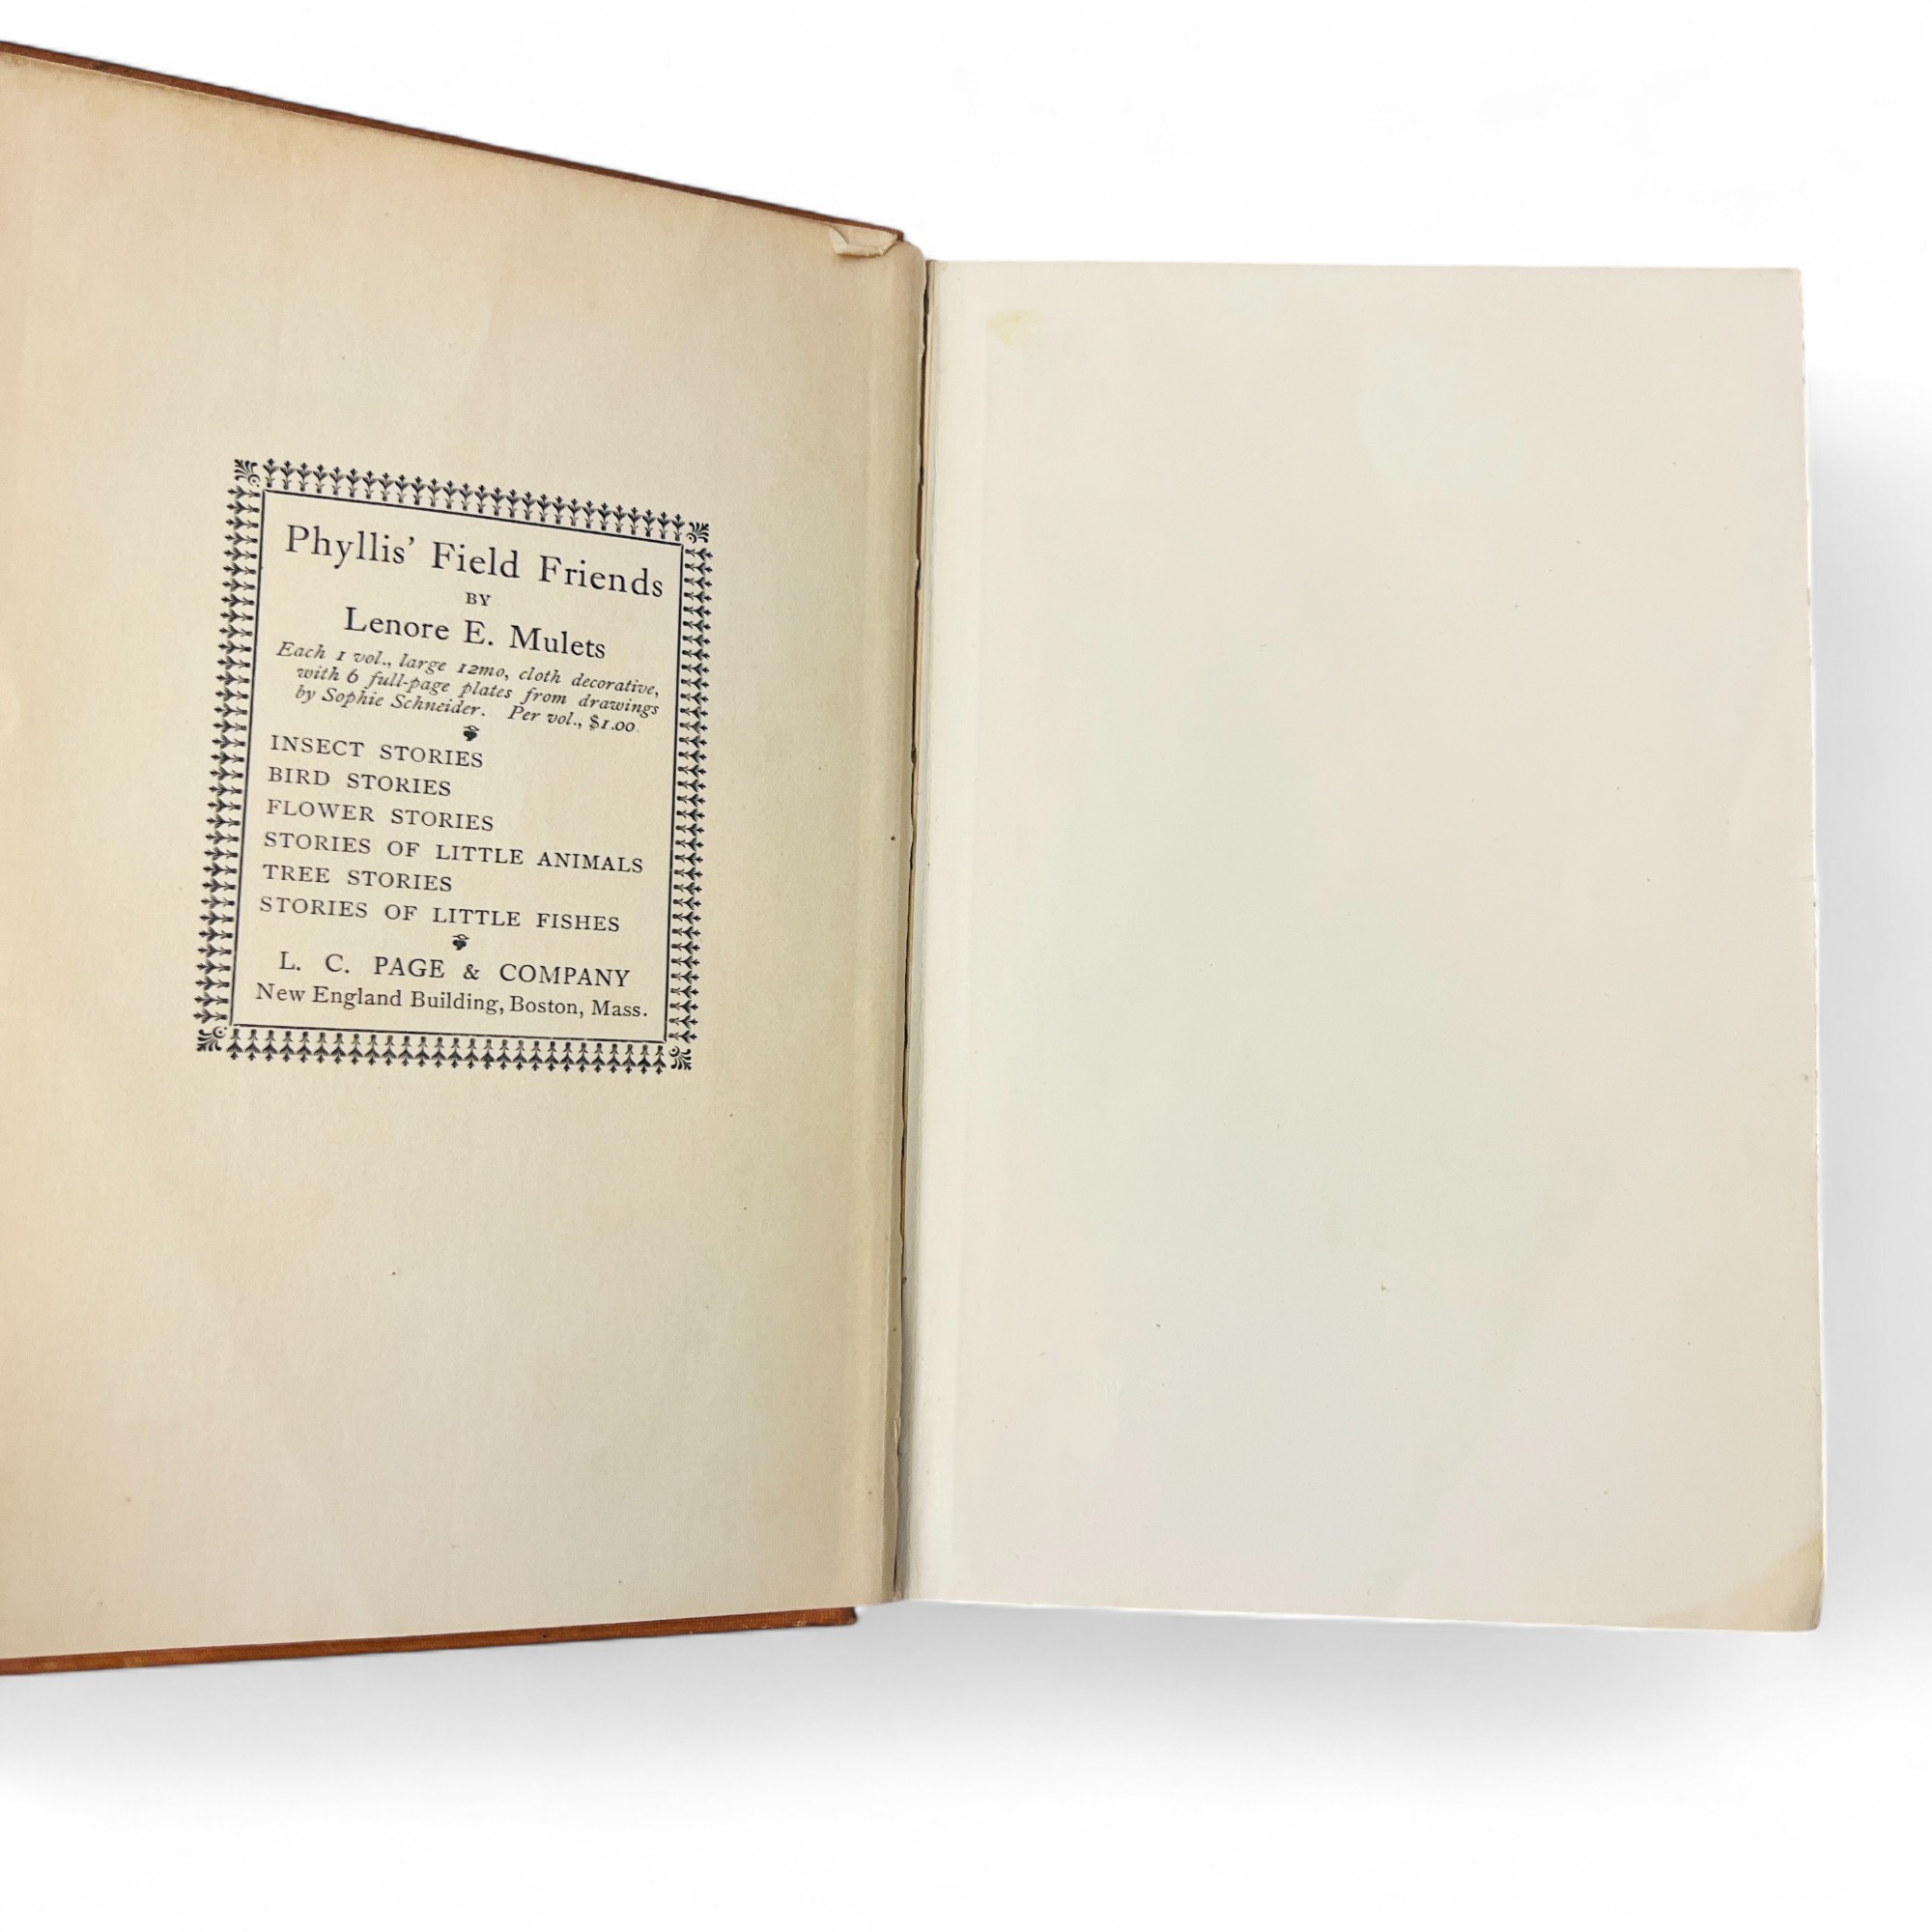 Phyllis' Field Friends
BY
Lenore E. Mulets
Each 1 vol., large 12mo, cloth decorative,
with 6 full-page plates from drawings
by Sophie Schneider. Per vol., $1.00.
INSECT STORIES
BIRD STORIES
FLOWER STORIES
STORIES OF LITTLE ANIMALS
TREE STORIES
STORIES OF LITTLE FISHES
L. C. PAGE & COMPANY
New England Building, Boston, Mass.